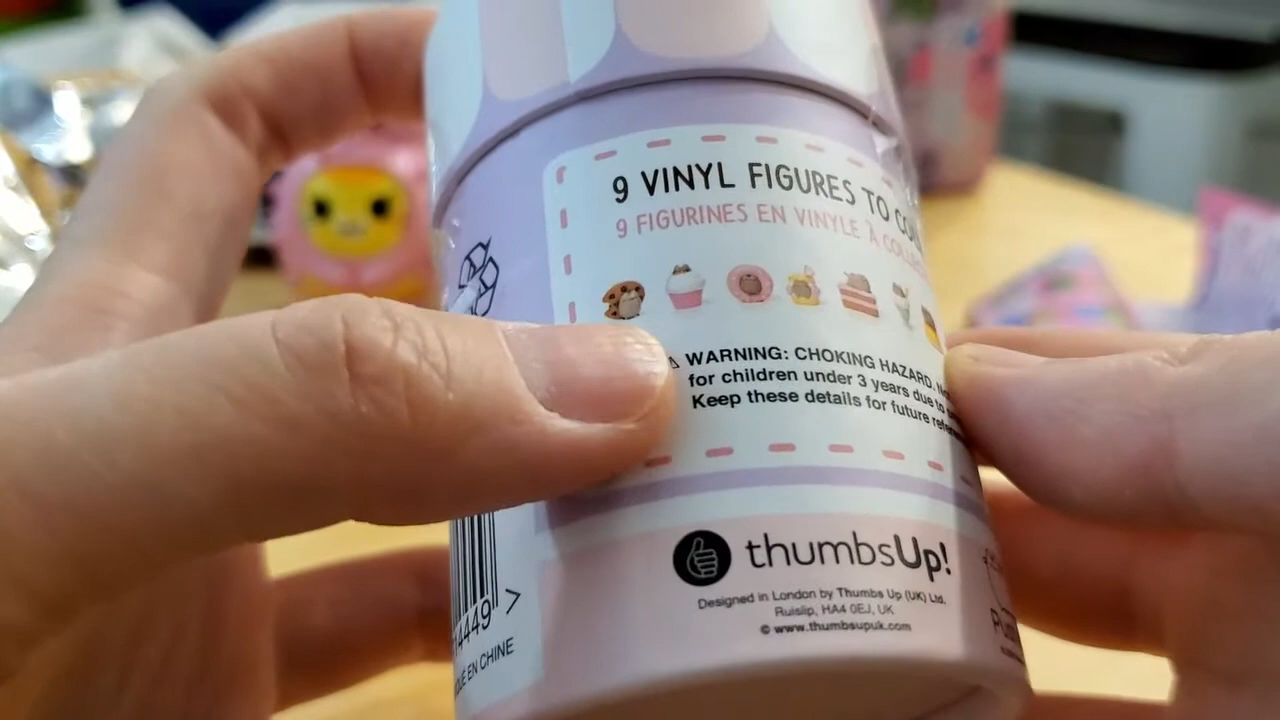 9 VINYL FIGURES TO
9 FIGURINES EN VINYLE À
WARNING: CHOKING HAZARD.
for children under 3 years due to
Keep these details for future
thumbsUp!
Designed in London by Thumbs Up (UK) Ltd.
Ruislip, HA4 0EJ, UK
© www.thumbsupuk.com
14449 >
EN CHINE